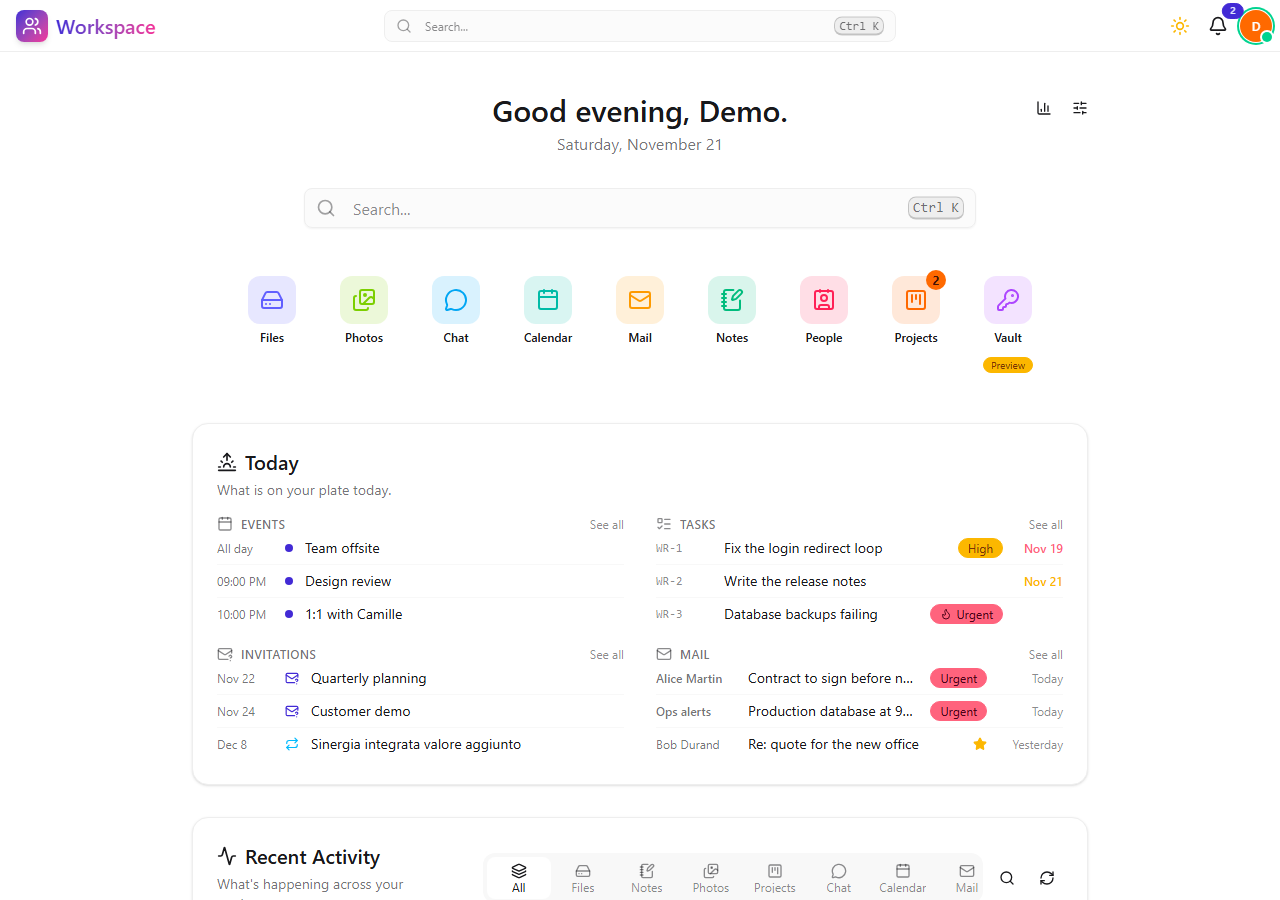 Workspace
Search...
Ctrl K
2
D
Good evening, Demo.
Saturday, November 21
Search...
Ctrl K
Files
Photos
Chat
Calendar
Mail
Notes
People
2
Projects
Vault
Preview
Today
What is on your plate today.
EVENTS
See all
All day
Team offsite
09:00 PM
Design review
10:00 PM
1:1 with Camille
TASKS
See all
WR-1
Fix the login redirect loop
High
Nov 19
WR-2
Write the release notes
Nov 21
WR-3
Database backups failing
Urgent
INVITATIONS
See all
Nov 22
Quarterly planning
Nov 24
Customer demo
Dec 8
Sinergia integrata valore aggiunto
MAIL
See all
Alice Martin
Contract to sign before n...
Urgent
Today
Ops alerts
Production database at 9...
Urgent
Today
Bob Durand
Re: quote for the new office
Yesterday
Recent Activity
What's happening across your
All
Files
Notes
Photos
Projects
Chat
Calendar
Mail